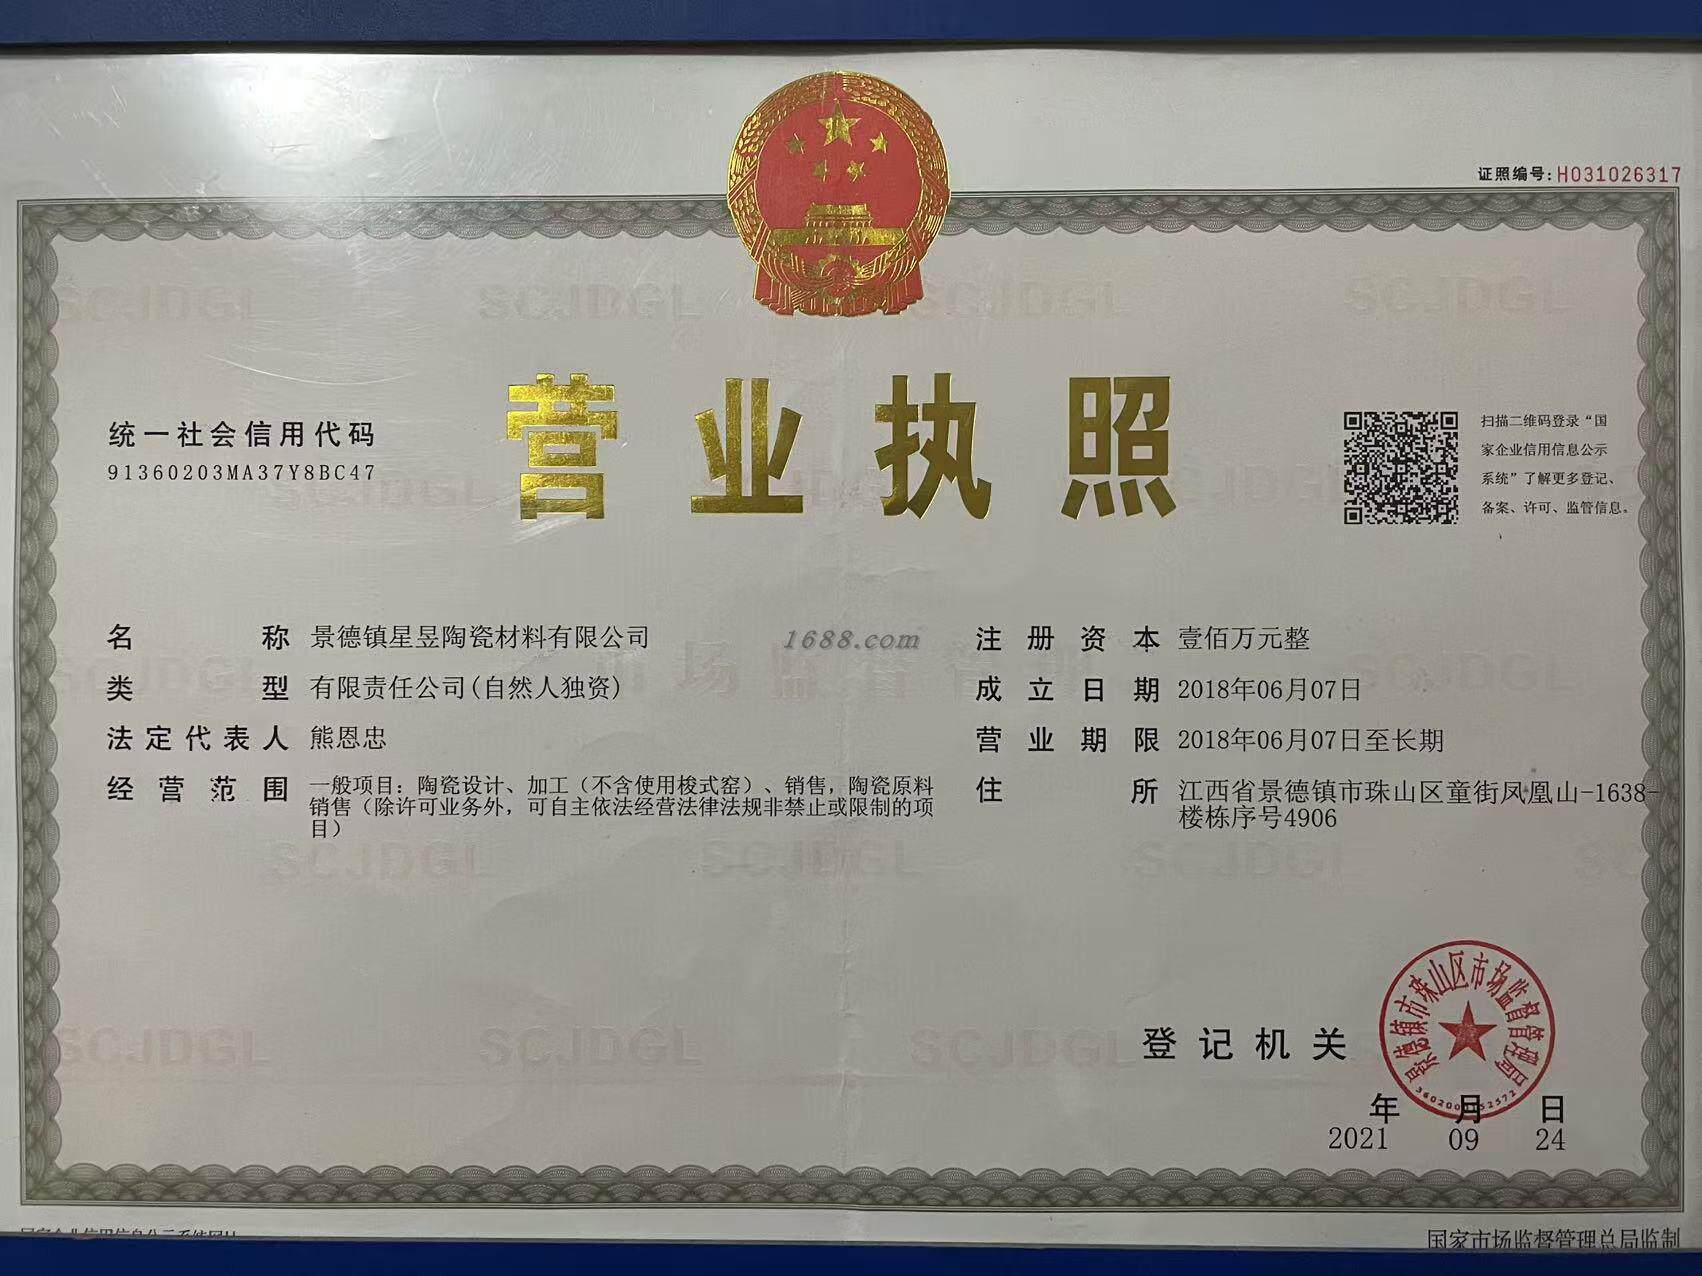 证照编号:H031026317
统一社会信用代码
91360203MA37Y8BC47
营业执照
扫描二维码登录“国
家企业信用信息公示
系统”了解更多登记、
备案、许可、监管信息。
名称 景德镇星昱陶瓷材料有限公司
类型 有限责任公司(自然人独资)
法定代表人 熊恩忠
经营范围 一般项目：陶瓷设计、加工（不含使用梭式窑）、销售，陶瓷原料
销售（除许可业务外，可自主依法经营法律法规非禁止或限制的项
目）
1688.com
注册资本 壹佰万元整
成立日期 2018年06月07日
营业期限 2018年06月07日至长期
住所 江西省景德镇市珠山区童街凤凰山-1638-
楼栋序号4906
SCJDGL
登记机关
景德镇市珠山区市场监督管理局
年 月 日
2021 09 24
国家市场监督管理总局监制